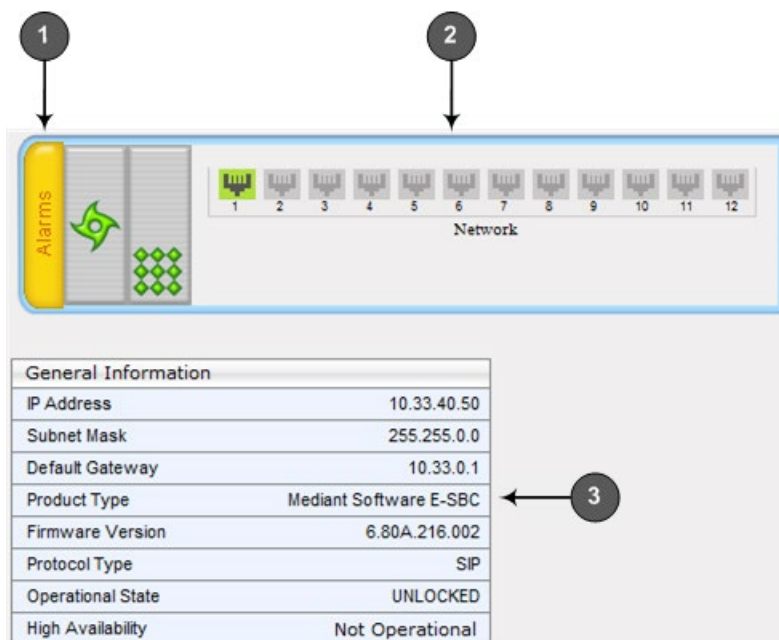 1
2
Alarms
1 2 3 4 5 6 7 8 9 10 11 12
Network
General Information
IP Address 10.33.40.50
Subnet Mask 255.255.0.0
Default Gateway 10.33.0.1
Product Type Mediant Software E-SBC
3
Firmware Version 6.80A.216.002
Protocol Type SIP
Operational State UNLOCKED
High Availability Not Operational